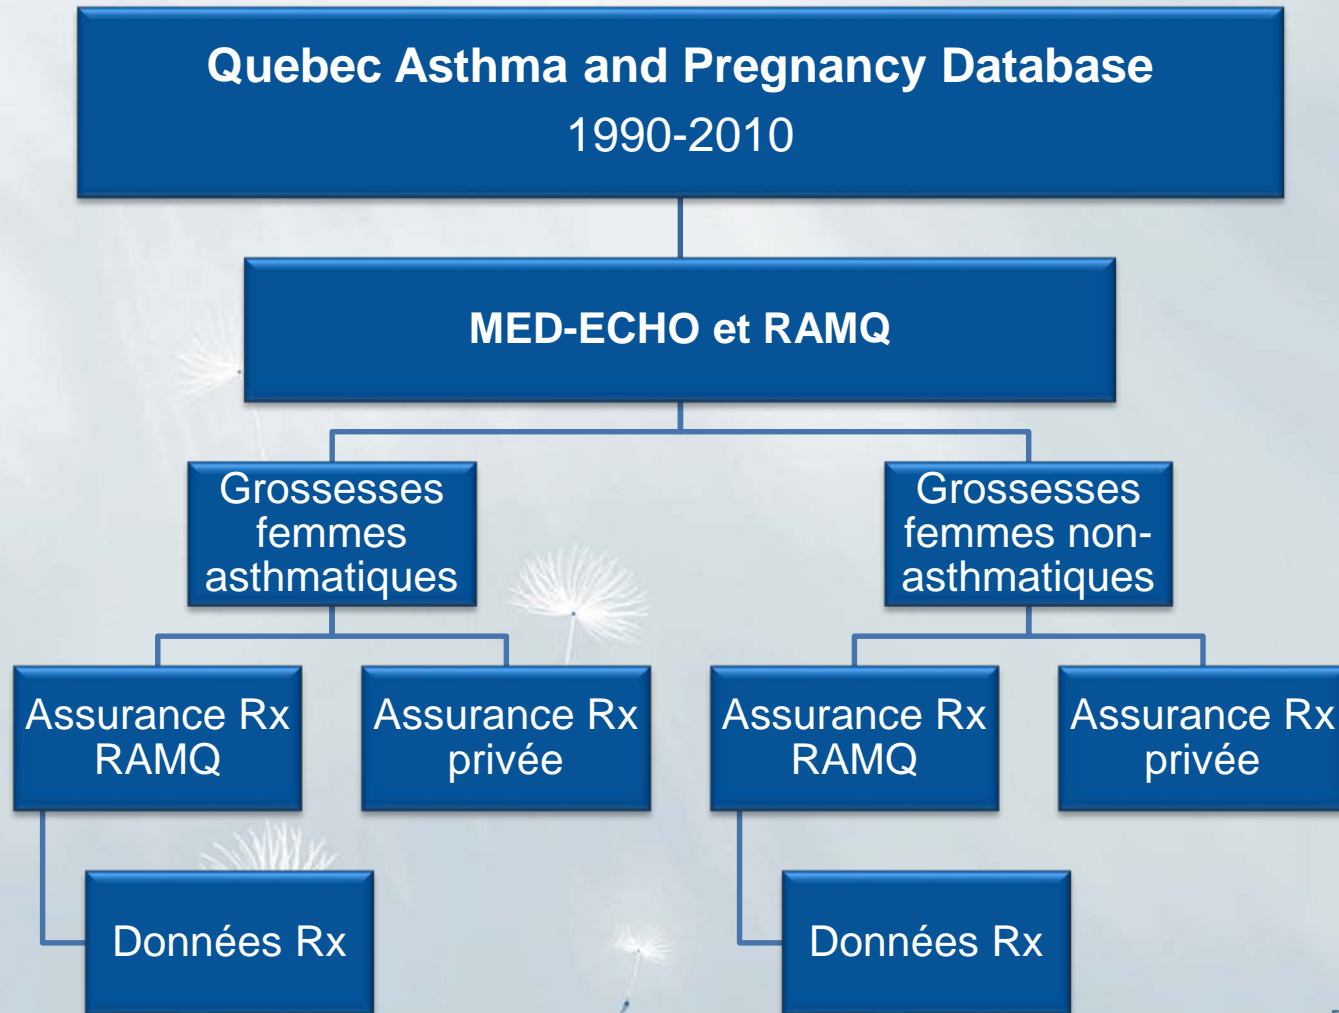 Quebec Asthma and Pregnancy Database
1990-2010
MED-ECHO et RAMQ
Grossesses
femmes
asthmatiques
Grossesses
femmes non-
asthmatiques
Assurance Rx
RAMQ
Assurance Rx
privée
Assurance Rx
RAMQ
Assurance Rx
privée
Données Rx
Données Rx